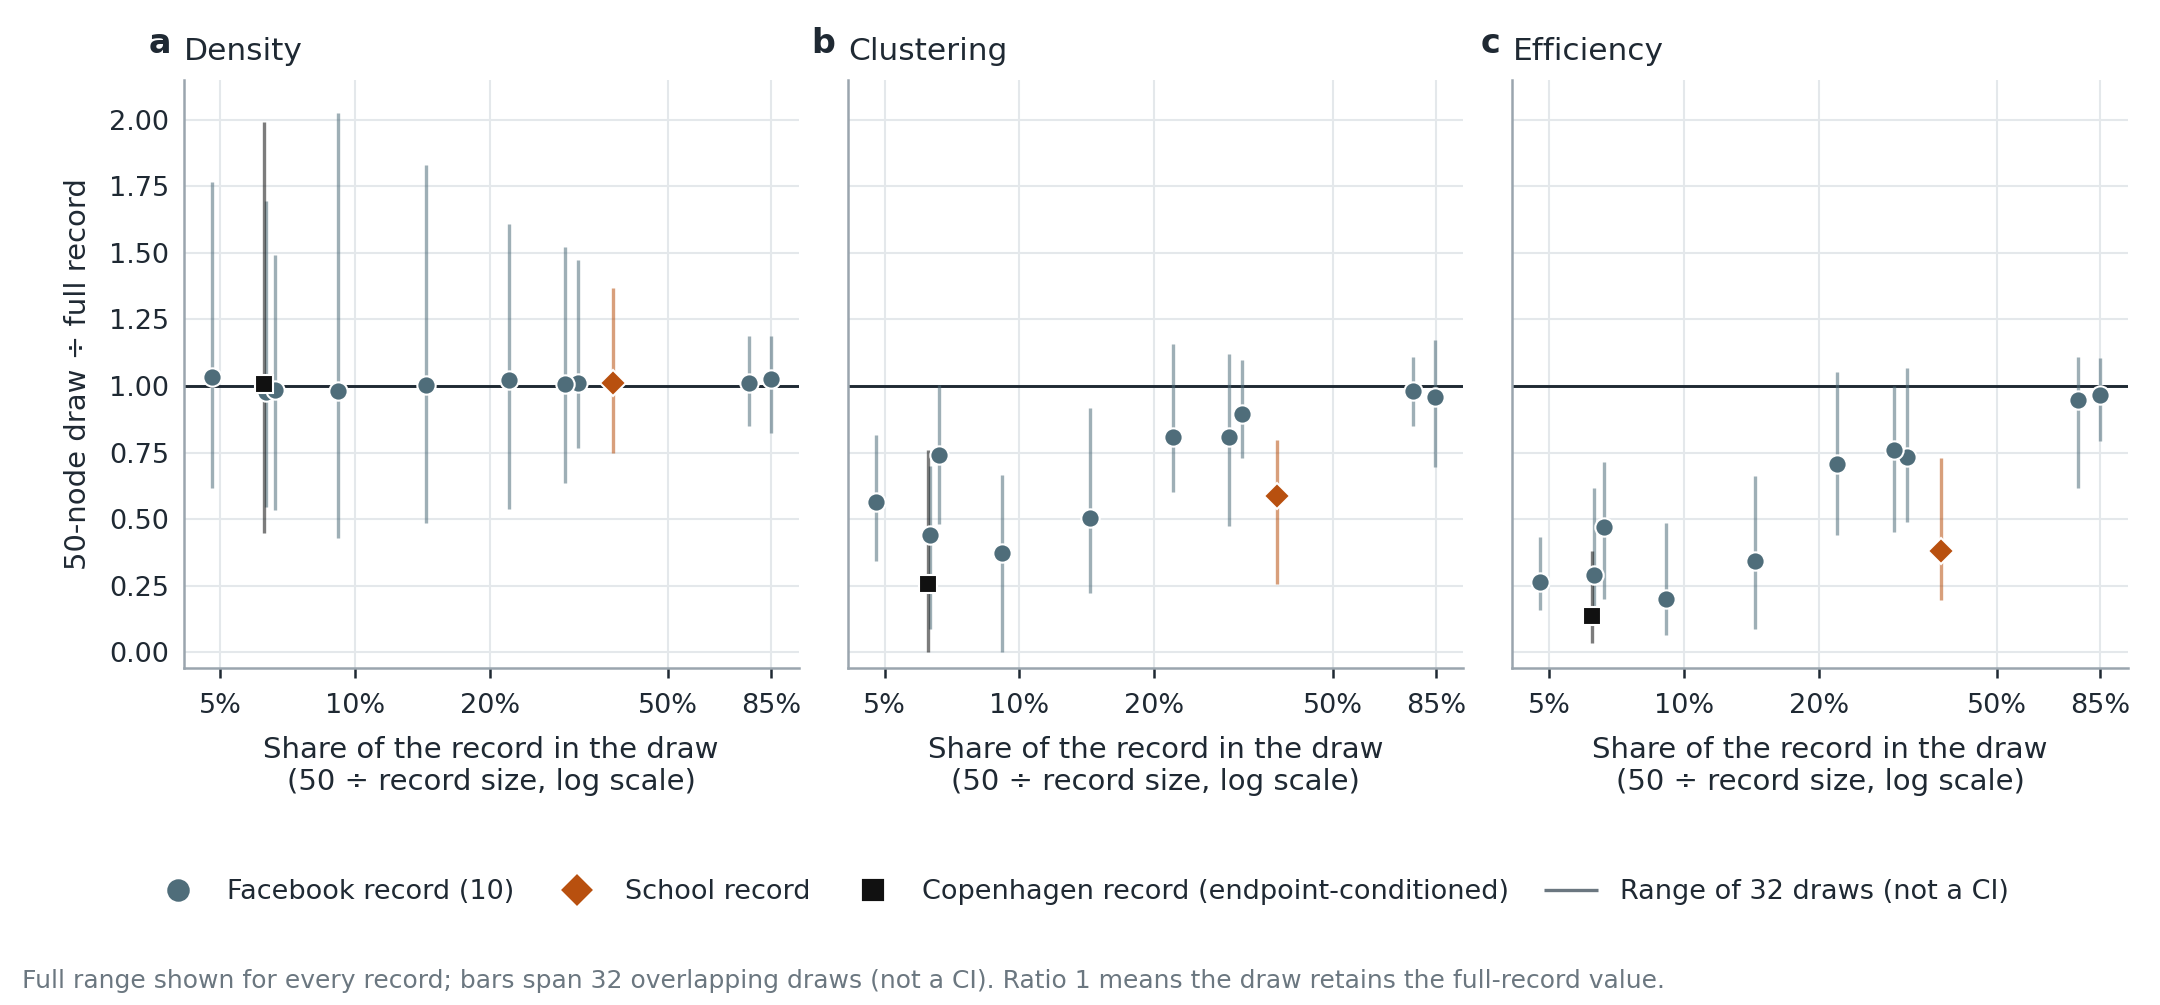 a Density
b Clustering
c Efficiency
50-node draw ÷ full record
2.00
1.75
1.50
1.25
1.00
0.75
0.50
0.25
0.00
5% 10% 20% 50% 85%
5% 10% 20% 50% 85%
5% 10% 20% 50% 85%
Share of the record in the draw
(50 ÷ record size, log scale)
Share of the record in the draw
(50 ÷ record size, log scale)
Share of the record in the draw
(50 ÷ record size, log scale)
Facebook record (10) School record Copenhagen record (endpoint-conditioned) Range of 32 draws (not a CI)
Full range shown for every record; bars span 32 overlapping draws (not a CI). Ratio 1 means the draw retains the full-record value.